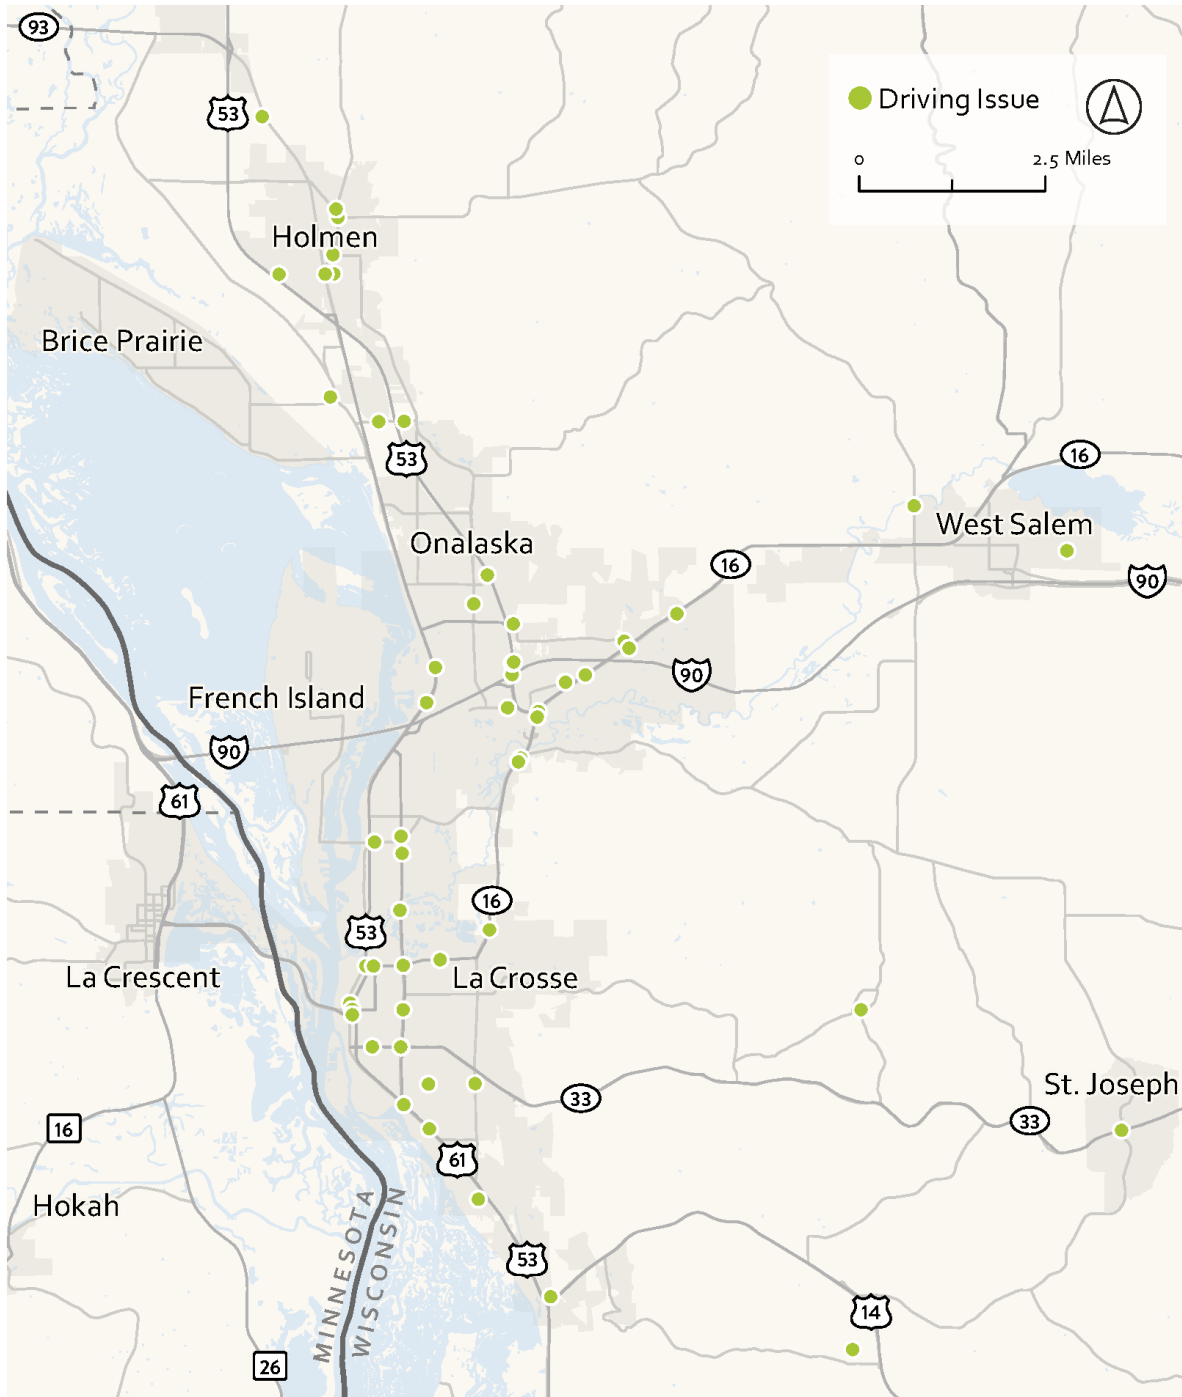 93
53
Driving Issue
0 2.5 Miles
Holmen
Brice Prairie
53
16
West Salem
Onalaska
16
90
90
French Island
90
61
16
53
La Crescent
La Crosse
33
St. Joseph
33
16
61
Hokah
53
MINNESOTA
WISCONSIN
14
26